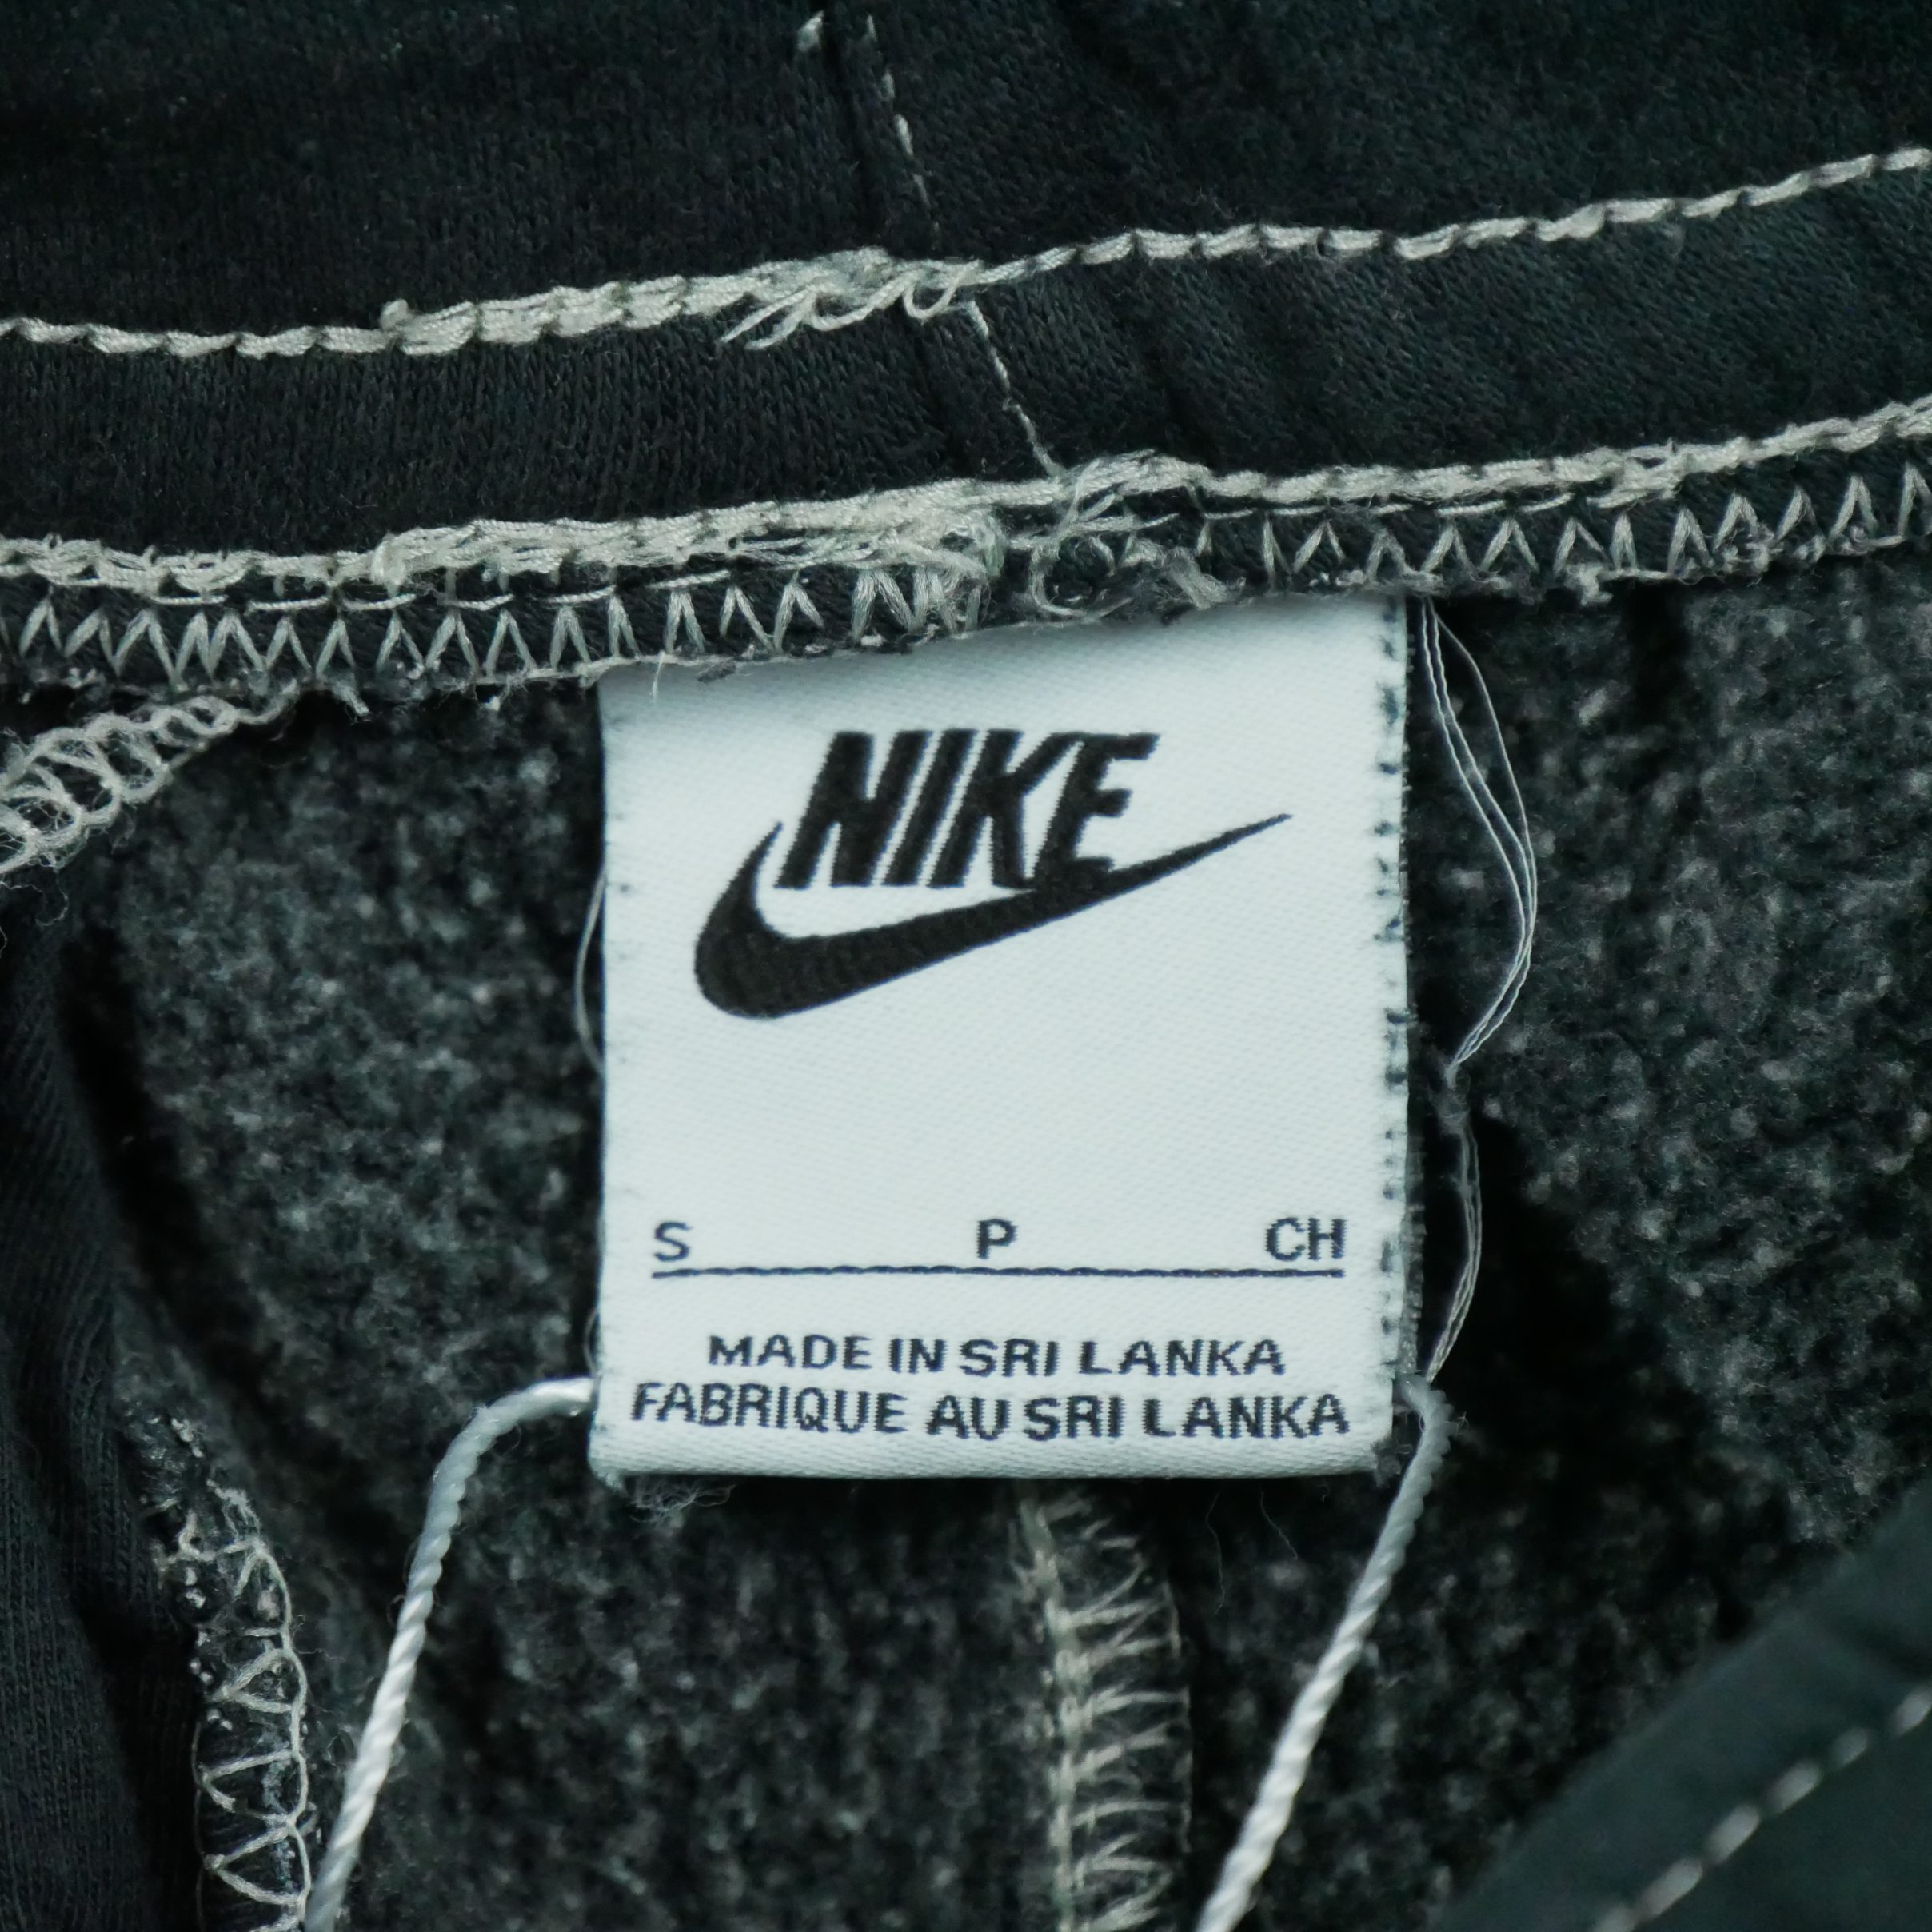 NIKE
S P CH
MADE IN SRI LANKA
FABRIQUE AU SRI LANKA